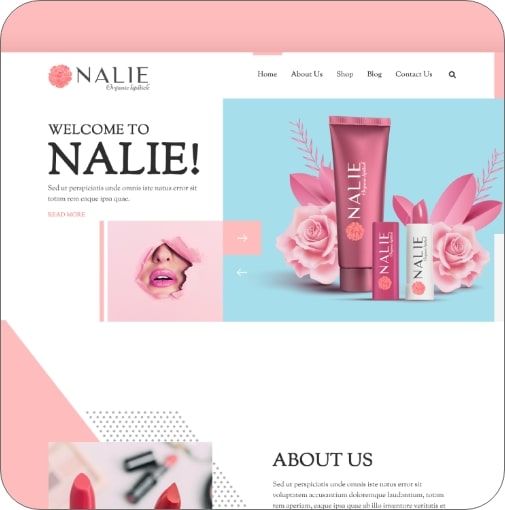 NALIE
Organic lipstick
Home About Us Shop Blog Contact Us
WELCOME TO
NALIE!
Sed ut perspiciatis unde omnis iste natus error sit
totam rem eaque ipsa quae.
READ MORE
NALIE
Organic lipstick
NALIE
NALIE
ABOUT US
Sed ut perspiciatis unde omnis iste natus error sit
voluptatem accusantium doloremque laudantium, totam
rem aperiam, eaque ipsa quae ab illo inventore veritatis et